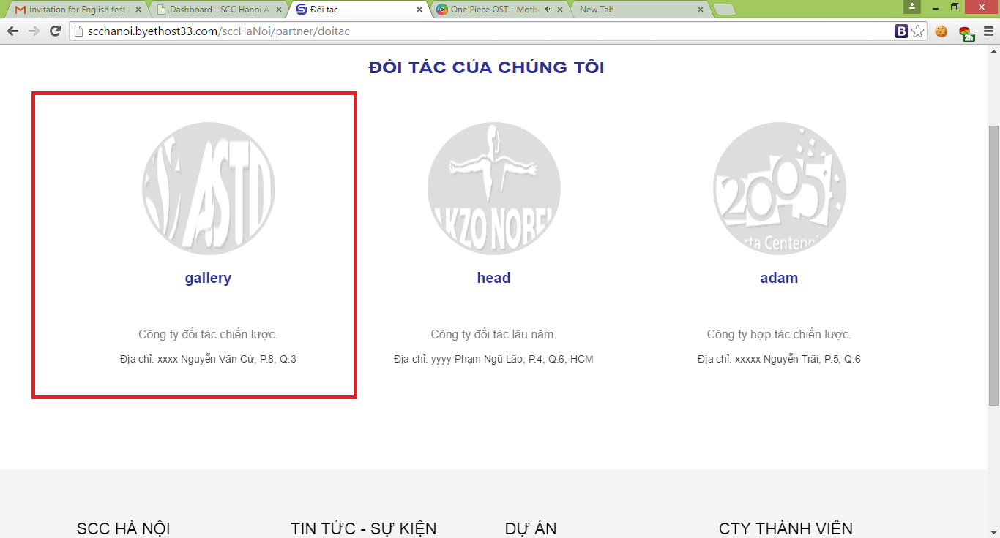 Invitation for English test
Dashboard - SCC Hanoi A
Đối tác
One Piece OST - Moth
New Tab
scchanoi.byethost33.com/sccHaNoi/partner/doitac
B
2h
ĐÔI TÁC CỦA CHÚNG TÔI
ASTD
KZO NOBE
2005
rta Centenni
gallery
head
adam
Công ty đối tác chiến lược.
Công ty đối tác lâu năm.
Công ty hợp tác chiến lược.
Địa chỉ: xxxx Nguyễn Văn Cừ, P.8, Q.3
Địa chỉ: yyyy Phạm Ngũ Lão, P.4, Q.6, HCM
Địa chỉ: xxxxx Nguyễn Trãi, P.5, Q.6
SCC HÀ NỘI
TIN TỨC - SỰ KIỆN
DỰ ÁN
CTY THÀNH VIÊN